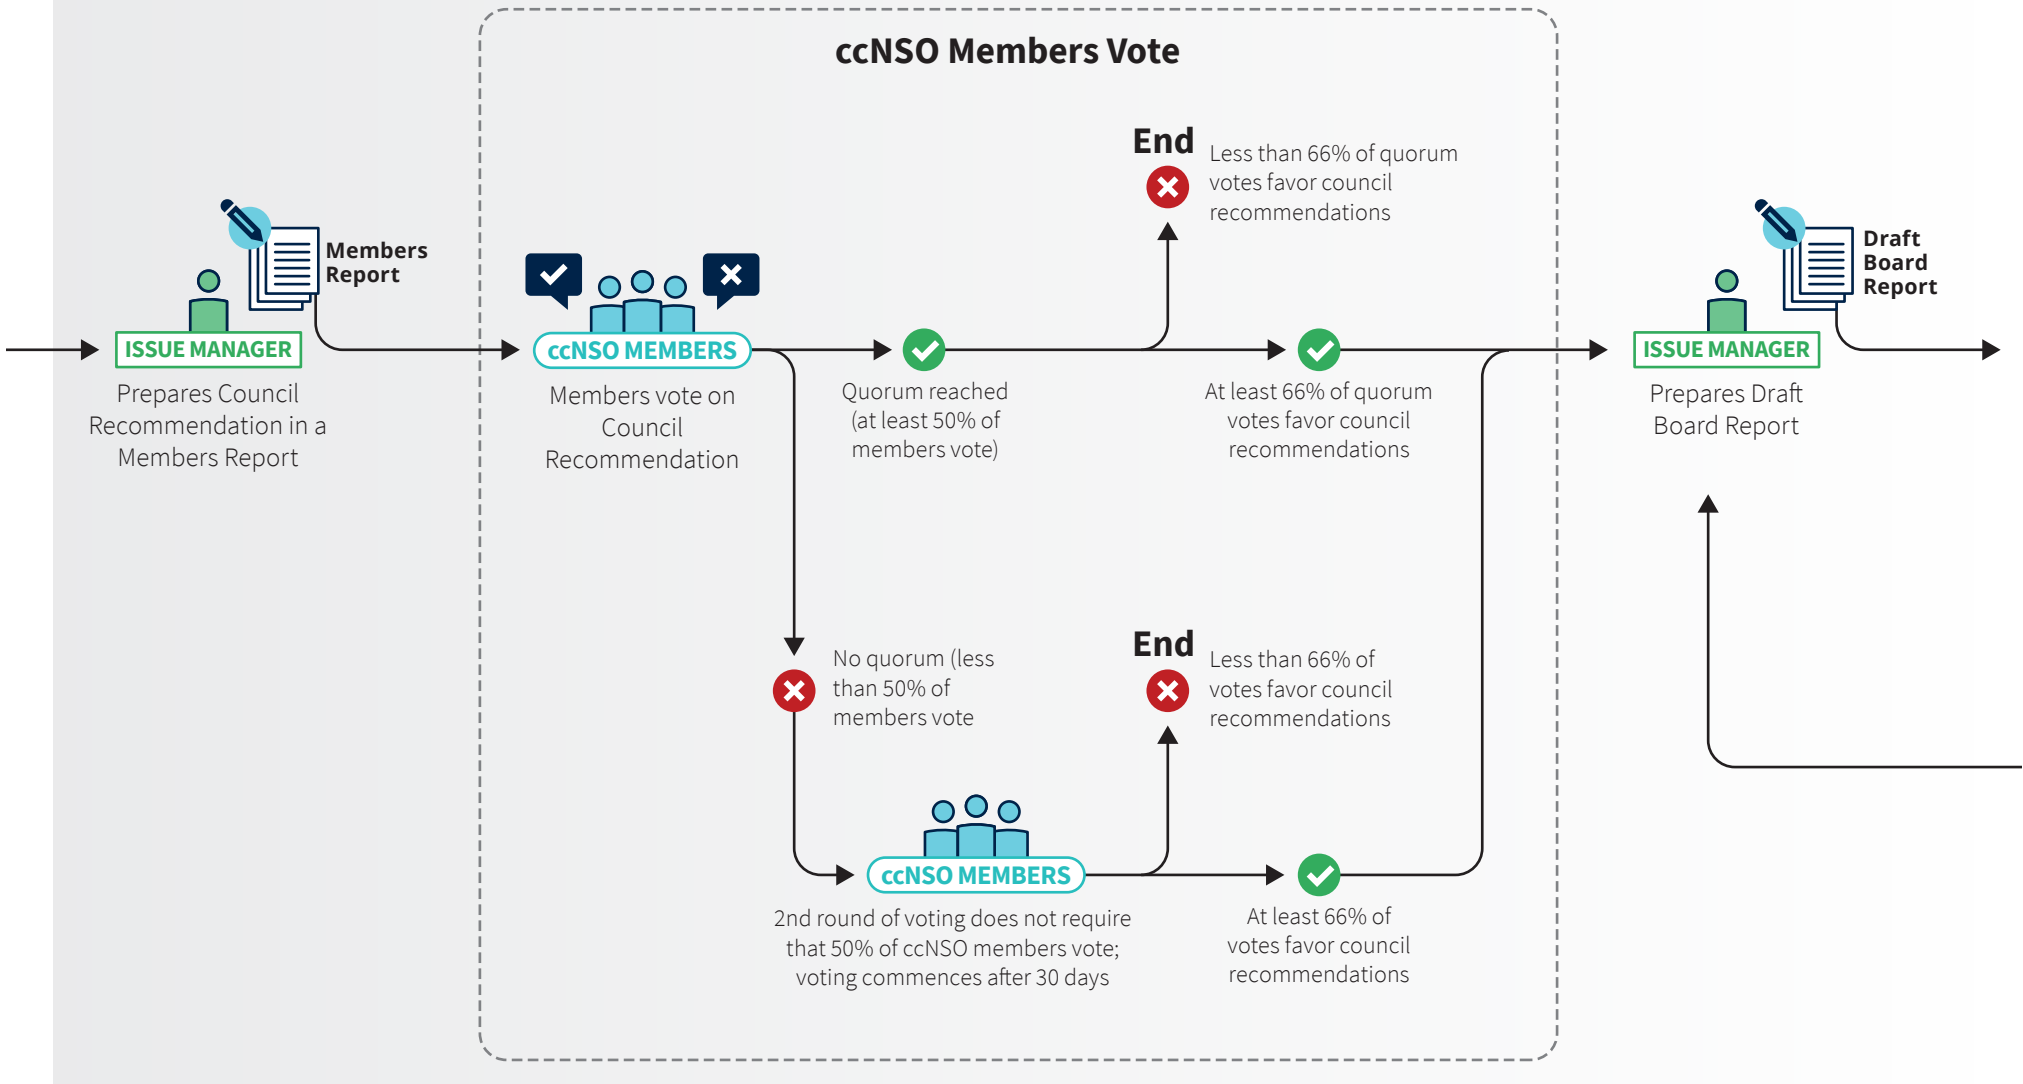 ccNSO Members Vote
Members
Report
ISSUE MANAGER
Prepares Council
Recommendation in a
Members Report
ccNSO MEMBERS
Members vote on
Council
Recommendation
Quorum reached
(at least 50% of
members vote)
End
Less than 66% of quorum
votes favor council
recommendations
At least 66% of quorum
votes favor council
recommendations
No quorum (less
than 50% of
members vote
ccNSO MEMBERS
2nd round of voting does not require
that 50% of ccNSO members vote;
voting commences after 30 days
End
Less than 66% of
votes favor council
recommendations
At least 66% of
votes favor council
recommendations
Draft
Board
Report
ISSUE MANAGER
Prepares Draft
Board Report